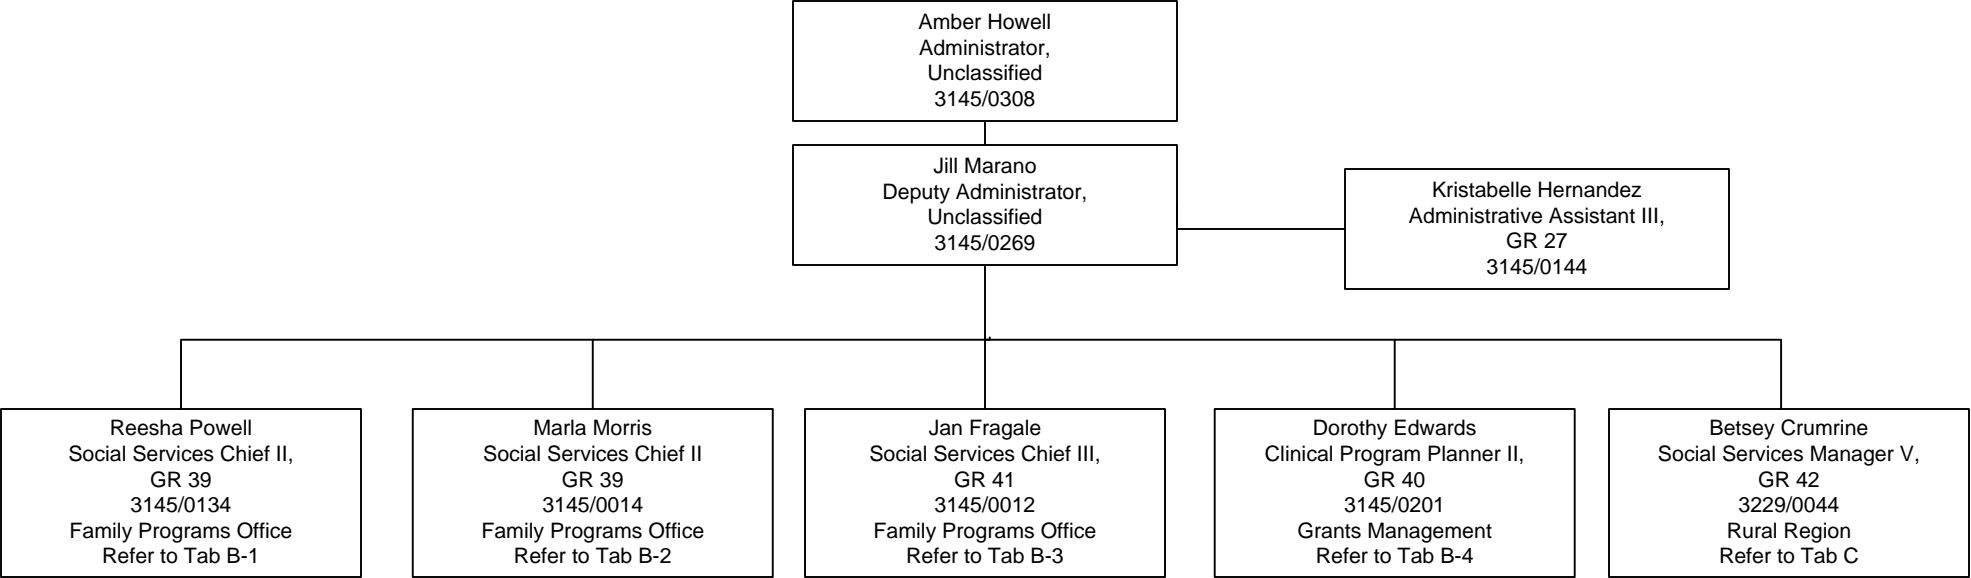 Amber Howell
Administrator,
Unclassified
3145/0308
Jill Marano
Deputy Administrator,
Unclassified
3145/0269
Kristabelle Hernandez
Administrative Assistant III,
GR 27
3145/0144
Reesha Powell
Social Services Chief II,
GR 39
3145/0134
Family Programs Office
Refer to Tab B-1
Marla Morris
Social Services Chief II
GR 39
3145/0014
Family Programs Office
Refer to Tab B-2
Jan Fragale
Social Services Chief III,
GR 41
3145/0012
Family Programs Office
Refer to Tab B-3
Dorothy Edwards
Clinical Program Planner II,
GR 40
3145/0201
Grants Management
Refer to Tab B-4
Betsey Crumrine
Social Services Manager V,
GR 42
3229/0044
Rural Region
Refer to Tab C